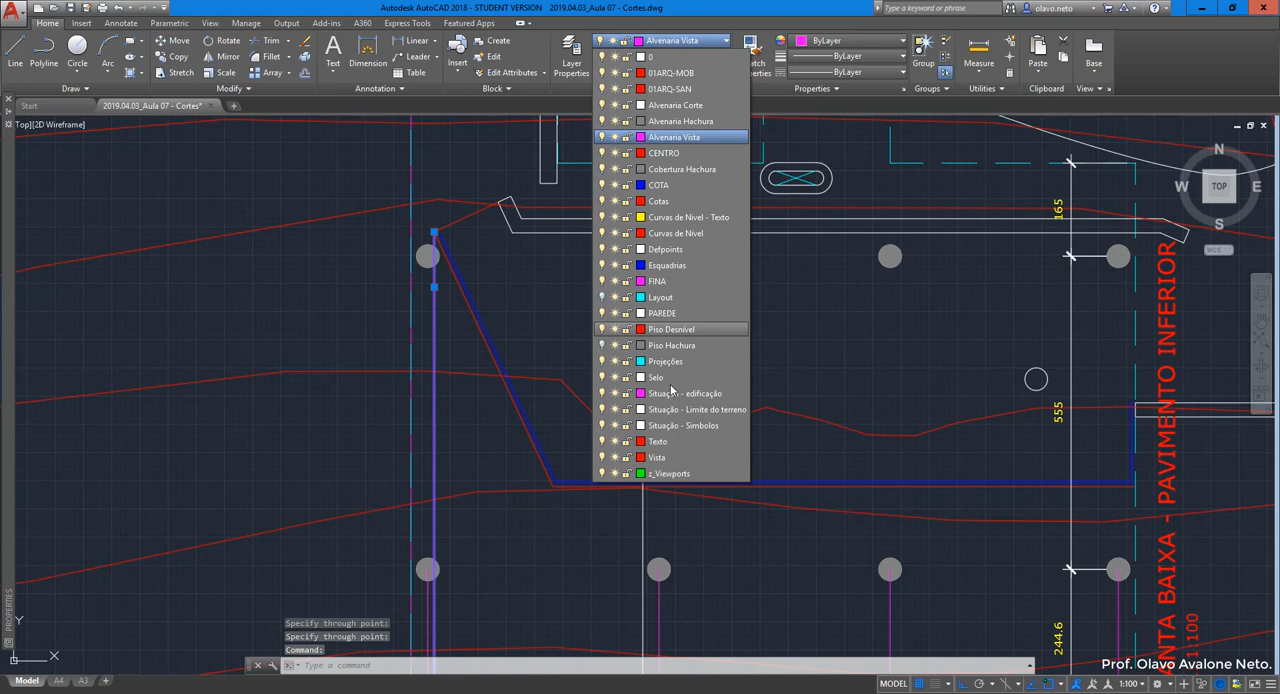 Autodesk AutoCAD 2018 - STUDENT VERSION 2019.04.03_Aula 07 - Cortes.dwg
Type a keyword or phrase
olavo.neto
Home Insert Annotate Parametric View Manage Output Add-ins A360 Express Tools Featured Apps
Line Polyline Circle Arc
Move Rotate Trim
Copy Mirror Fillet
Stretch Scale Array
Text Dimension
Linear
Leader
Table
Insert
Create
Edit
Edit Attributes
Layer
Properties
Alvenaria Vista
ByLayer
ByLayer
ByLayer
Group
Measure
Paste
Base
Draw Modify Annotation Block Properties Groups Utilities Clipboard View
Start 2019.04.03_Aula 07 - Cortes*
Top][2D Wireframe]
0
01ARQ-MOB
01ARQ-SAN
Alvenaria Corte
Alvenaria Hachura
Alvenaria Vista
CENTRO
Cobertura Hachura
COTA
Cotas
Curvas de Nivel - Texto
Curvas de Nível
Defpoints
Esquadrias
FINA
Layout
PAREDE
Piso Desnível
Piso Hachura
Projeções
Selo
Situação - edificação
Situação - Limite do terreno
Situação - Simbolos
Texto
Vista
z_Viewports
N
W TOP E
S
WCS
165
555
244.6
ANTA BAIXA - PAVIMENTO INFERIOR
1:100
PROPERTIES
Y
X
Specify through point:
Specify through point:
Command:
Type a command
Prof. Olavo Avalone Neto.
Model A4 A3
MODEL
1:100